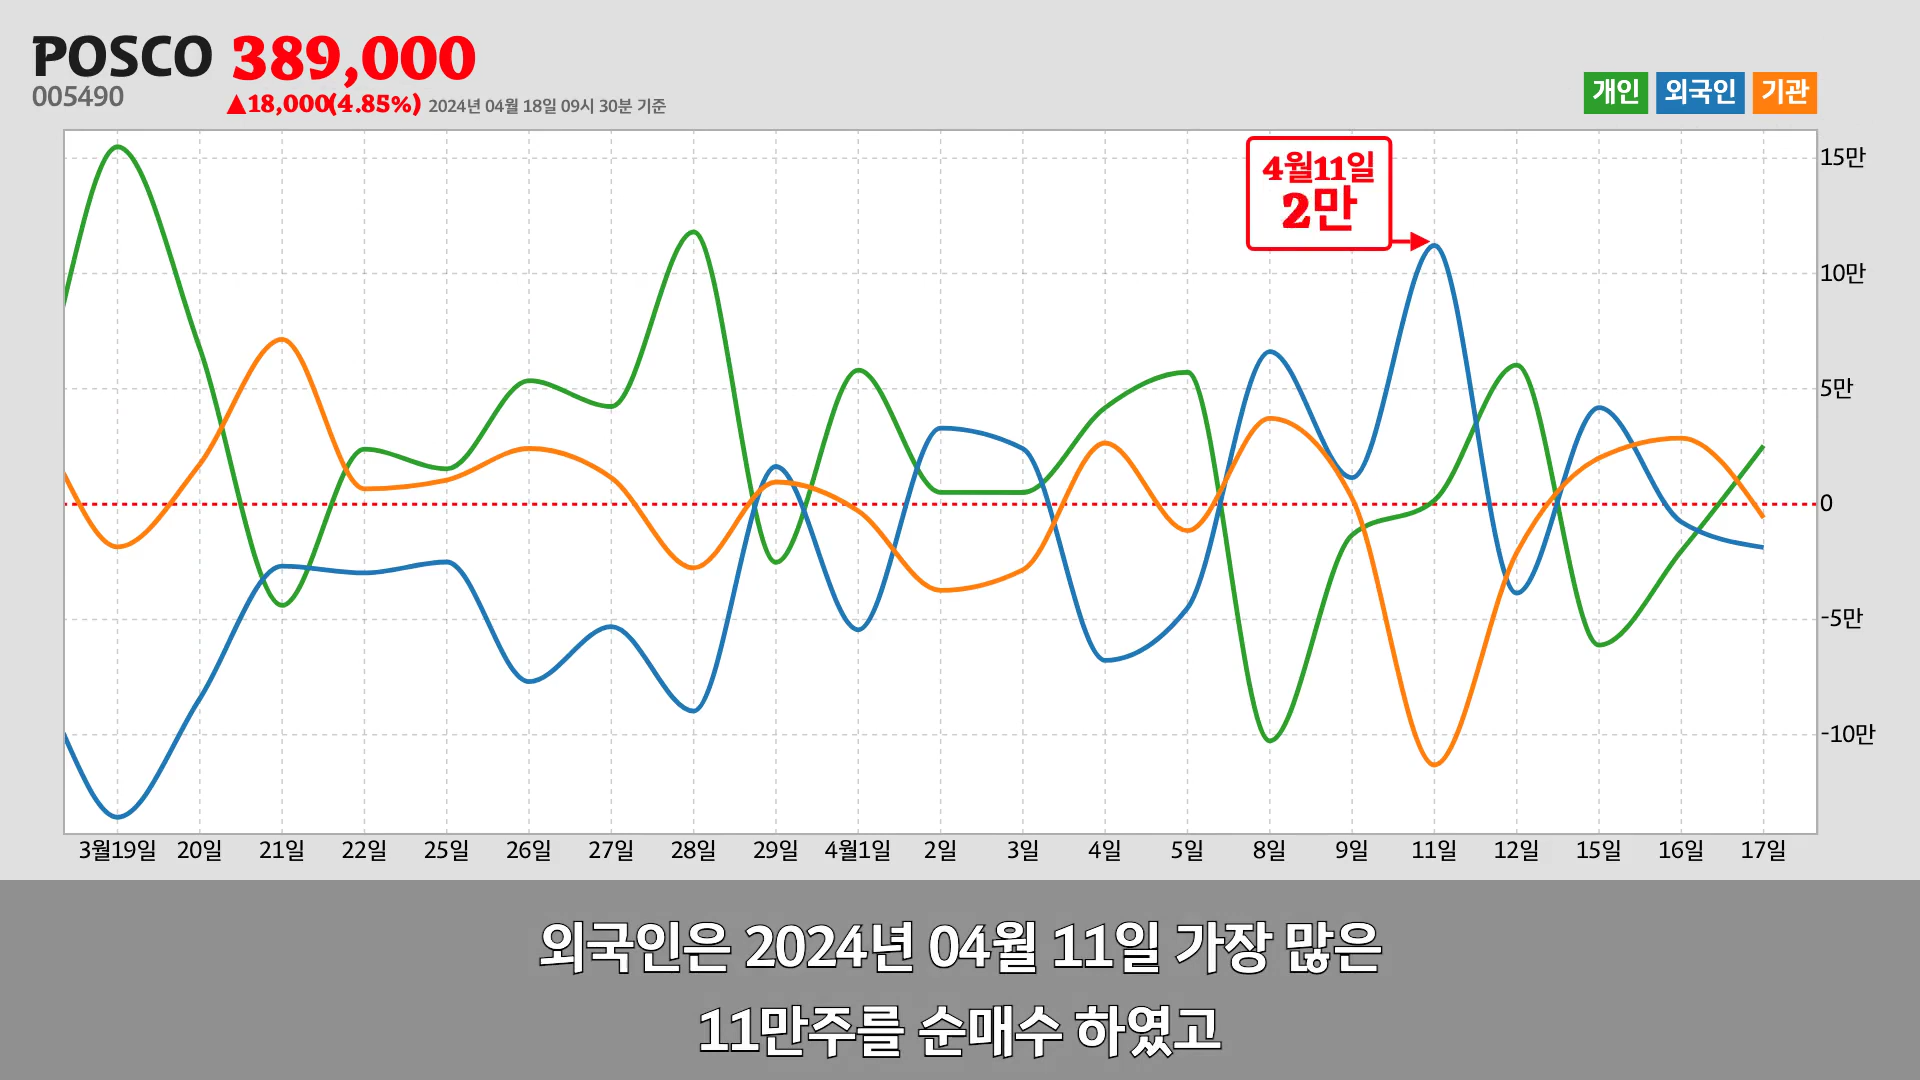 POSCO 389,000
005490
▲18,000(4.85%) 2024년 04월 18일 09시 30분 기준
개인 외국인 기관
4월11일
2만
15만
10만
5만
0
-5만
-10만
3월19일 20일 21일 22일 25일 26일 27일 28일 29일 4월1일 2일 3일 4일 5일 8일 9일 11일 12일 15일 16일 17일
외국인은 2024년 04월 11일 가장 많은
11만주를 순매수 하였고